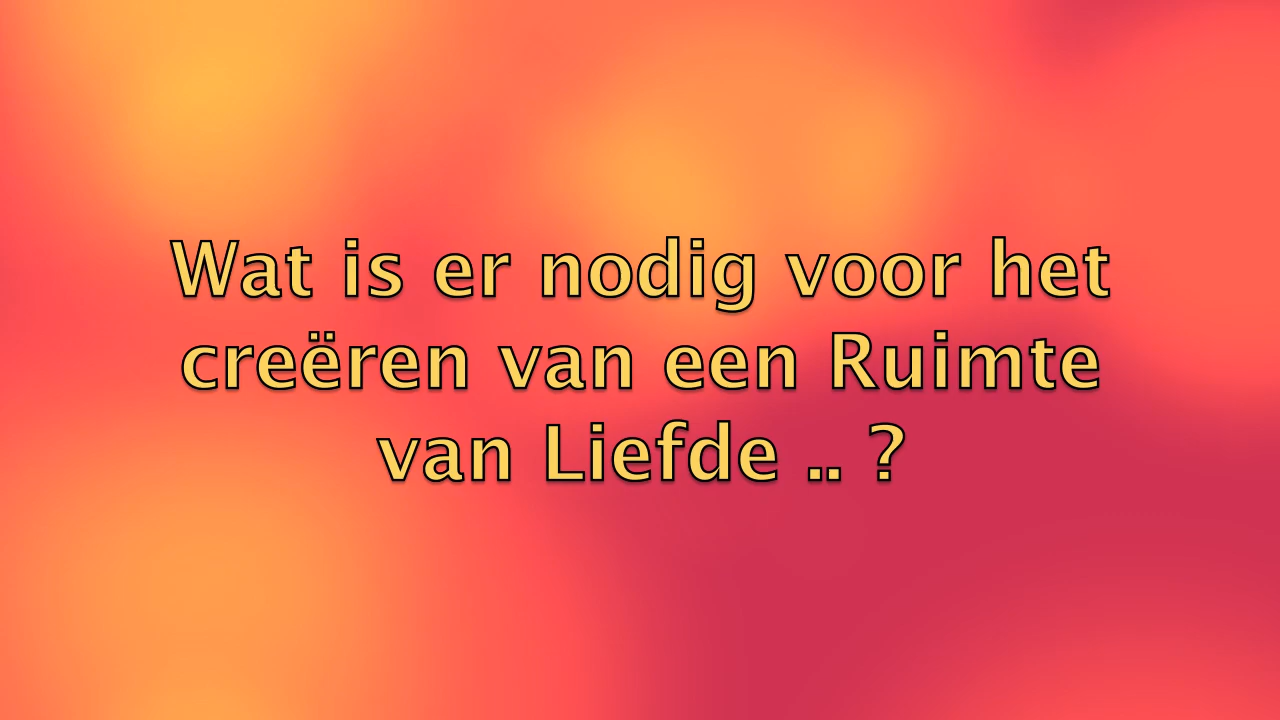 Wat is er nodig voor het
creëren van een Ruimte
van Liefde .. ?